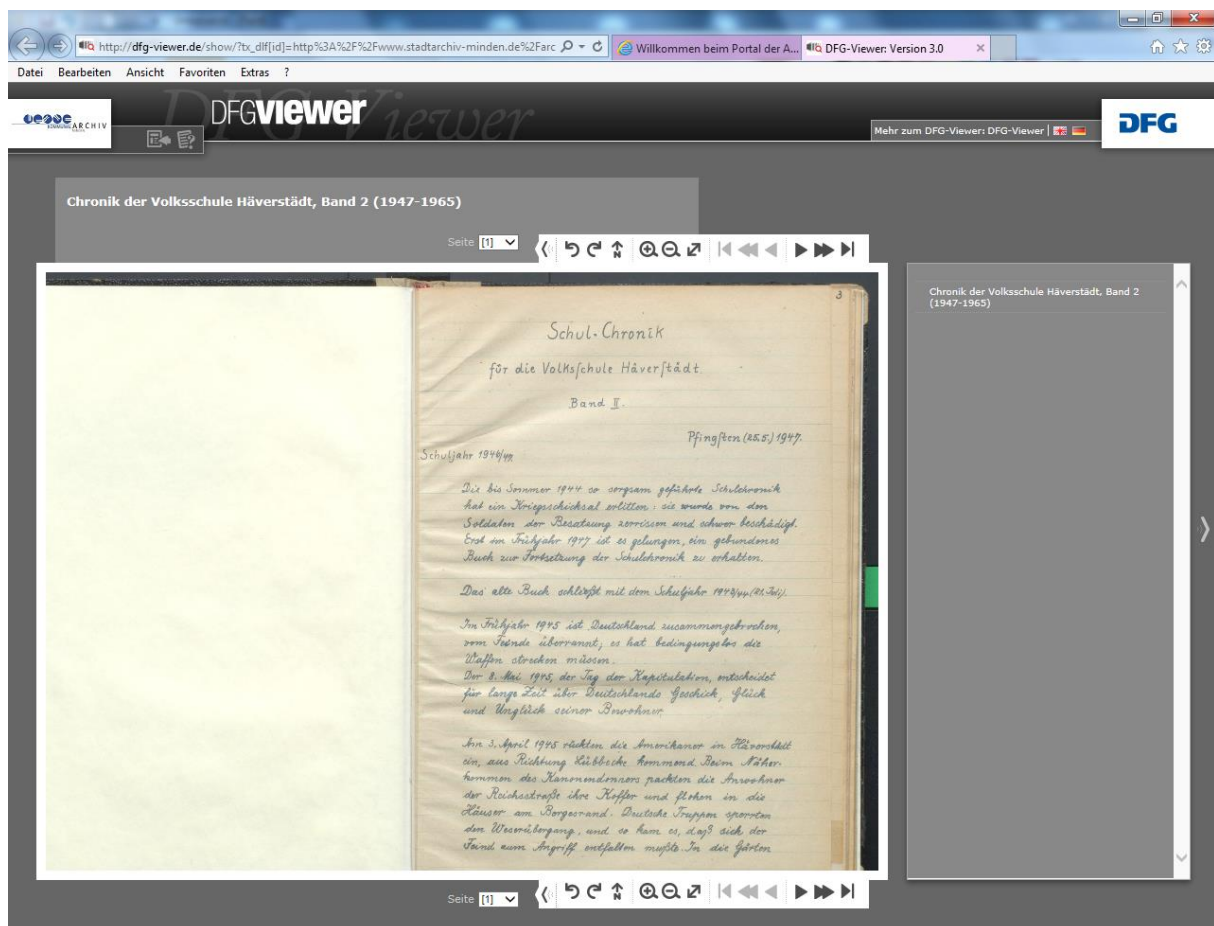 http://dfg-viewer.de/show/?tx_dlf[id]=http%3A%2F%2Fwww.stadtarchiv-minden.de%2Farc
Willkommen beim Portal der A...
DFG-Viewer: Version 3.0
Datei Bearbeiten Ansicht Favoriten Extras ?
DFG-Viewer
DFGVIEWER
KOMMUNALARCHIV
Mehr zum DFG-Viewer: DFG-Viewer
DFG
Chronik der Volksschule Häverstädt, Band 2 (1947-1965)
Seite [1]
N
Chronik der Volksschule Häverstädt, Band 2
(1947-1965)
3
Schul-Chronik
für die Volksſchule Häverſtädt
Band II.
Pfingſten (25.5.) 1947.
Schuljahr 1946/47.
Die bis Sommer 1944 so sorgsam geführte Schulchronik
hat ein Kriegsschicksal erlitten: sie wurde von den
Soldaten der Besatzung zerrissen und schwer beschädigt.
Erst im Frühjahr 1947 ist es gelungen, ein gebundenes
Buch zur Fortsetzung der Schulchronik zu erhalten.
Das alte Buch schließt mit dem Schuljahr 1943/44 (21. Juli).
Im Frühjahr 1945 ist Deutschland zusammengebrochen,
vom Feinde überrannt; es hat bedingungslos die
Waffen strecken müssen.
Der 8. Mai 1945, der Tag der Kapitulation, entscheidet
für lange Zeit über Deutschlands Geschick, Glück
und Unglück seiner Bewohner.
Am 3. April 1945 rückten die Amerikaner in Häverstädt
ein, aus Richtung Lübbecke kommend. Beim Näher-
kommen des Kanonendonners packten die Anwohner
der Reichsstraße ihre Koffer und flohen in die
Häuser am Bergesrand. Deutsche Truppen sperrten
den Weserübergang, und so kam es, daß sich der
Feind zum Angriff entfalten mußte. In die Gärten
Seite [1]
N